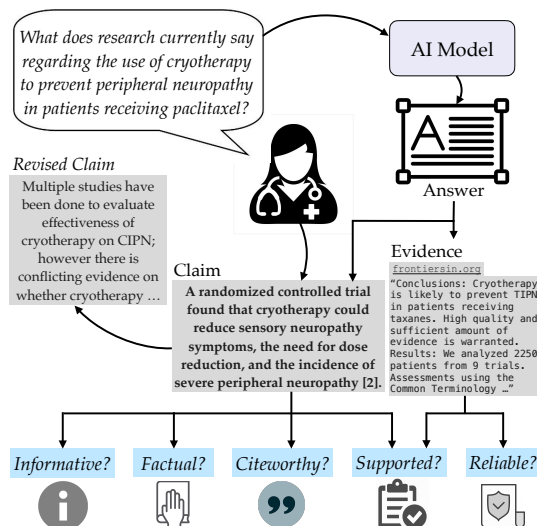 What does research currently say
regarding the use of cryotherapy
to prevent peripheral neuropathy
in patients receiving paclitaxel?
AI Model
A
Answer
Revised Claim
Multiple studies have
been done to evaluate
effectiveness of
cryotherapy on CIPN;
however there is
conflicting evidence on
whether cryotherapy …
Claim
A randomized controlled trial
found that cryotherapy could
reduce sensory neuropathy
symptoms, the need for dose
reduction, and the incidence of
severe peripheral neuropathy [2].
Evidence
frontiersin.org
“Conclusions: Cryotherapy
is likely to prevent TIPN
in patients receiving
taxanes. High quality and
sufficient amount of
evidence is warranted.
Results: We analyzed 2250
patients from 9 trials.
Assessments using the
Common Terminology …”
Informative?
Factual?
Citeworthy?
Supported?
Reliable?